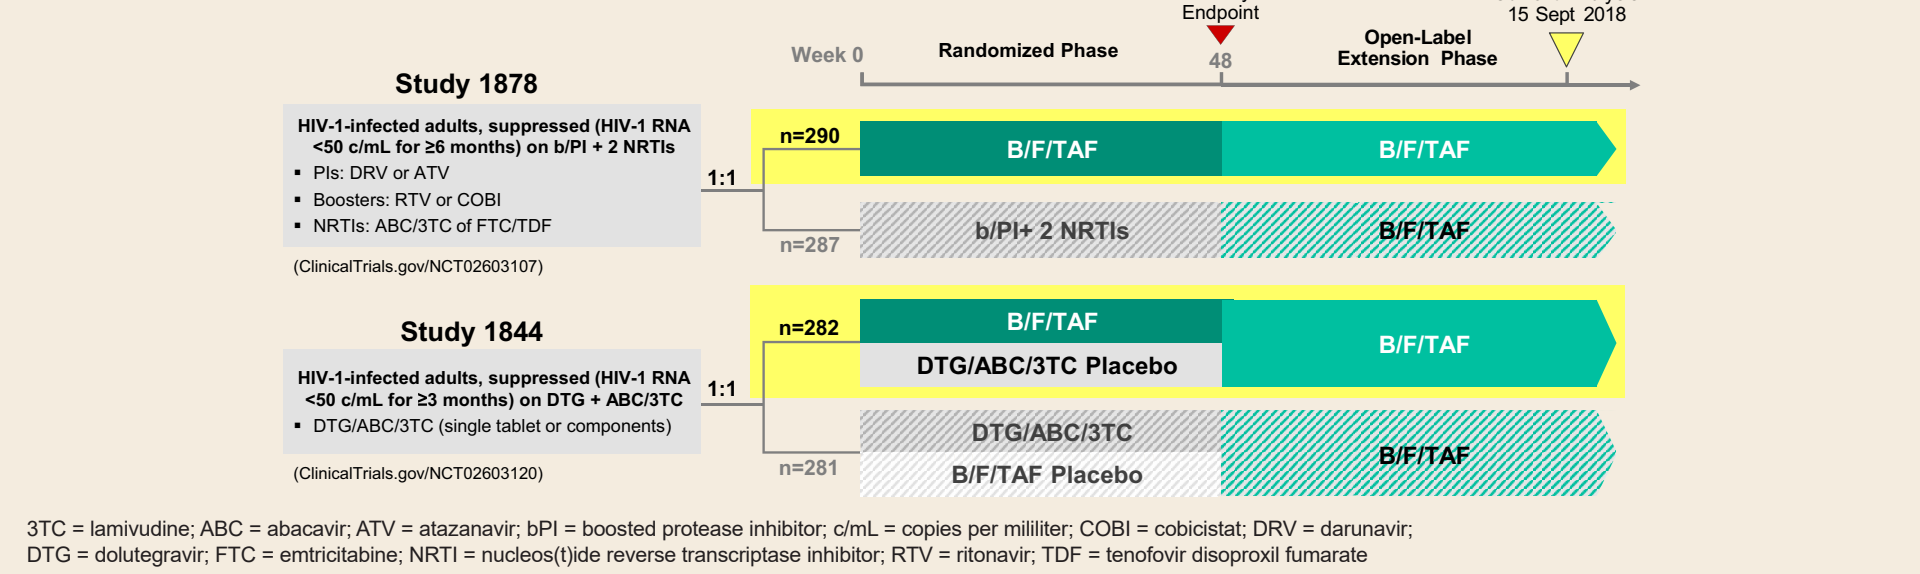 Endpoint
15 Sept 2018
Week 0
Randomized Phase
48
Open-Label
Extension Phase
Study 1878
HIV-1-infected adults, suppressed (HIV-1 RNA
<50 c/mL for ≥6 months) on b/PI + 2 NRTIs
▪ PIs: DRV or ATV
▪ Boosters: RTV or COBI
▪ NRTIs: ABC/3TC of FTC/TDF
(ClinicalTrials.gov/NCT02603107)
1:1
n=290
B/F/TAF
B/F/TAF
n=287
b/PI+ 2 NRTIs
B/F/TAF
Study 1844
HIV-1-infected adults, suppressed (HIV-1 RNA
<50 c/mL for ≥3 months) on DTG + ABC/3TC
▪ DTG/ABC/3TC (single tablet or components)
(ClinicalTrials.gov/NCT02603120)
1:1
n=282
B/F/TAF
DTG/ABC/3TC Placebo
B/F/TAF
n=281
DTG/ABC/3TC
B/F/TAF Placebo
B/F/TAF
3TC = lamivudine; ABC = abacavir; ATV = atazanavir; bPI = boosted protease inhibitor; c/mL = copies per mililiter; COBI = cobicistat; DRV = darunavir;
DTG = dolutegravir; FTC = emtricitabine; NRTI = nucleos(t)ide reverse transcriptase inhibitor; RTV = ritonavir; TDF = tenofovir disoproxil fumarate